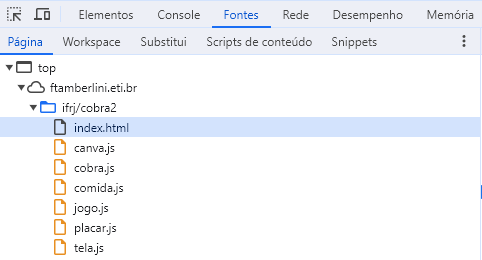 Elementos Console Fontes Rede Desempenho Memória
Página Workspace Substitui Scripts de conteúdo Snippets
top
ftamberlini.eti.br
ifrj/cobra2
index.html
canva.js
cobra.js
comida.js
jogo.js
placar.js
tela.js